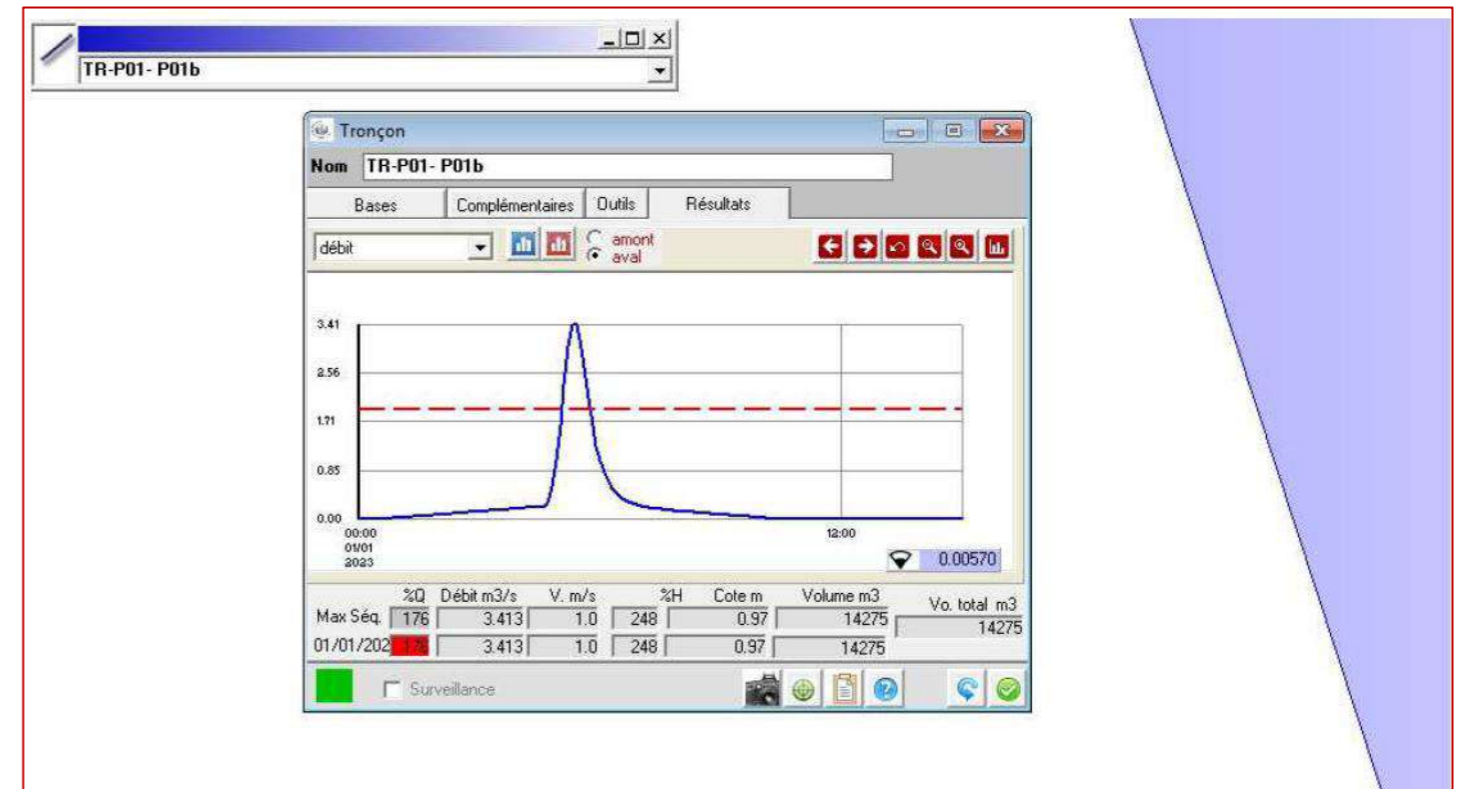 TR-P01- P01b
Tronçon
Nom TR-P01- P01b
Bases Complémentaires Outils Résultats
débit amont
aval
3.41
2.56
1.71
0.85
0.00
00:00 12:00
01/01
2023
0.00570
%Q Débit m3/s V. m/s %H Cote m Volume m3 Vo. total m3
Max Séq. 176 3.413 1.0 248 0.97 14275 14275
01/01/202 176 3.413 1.0 248 0.97 14275
Surveillance